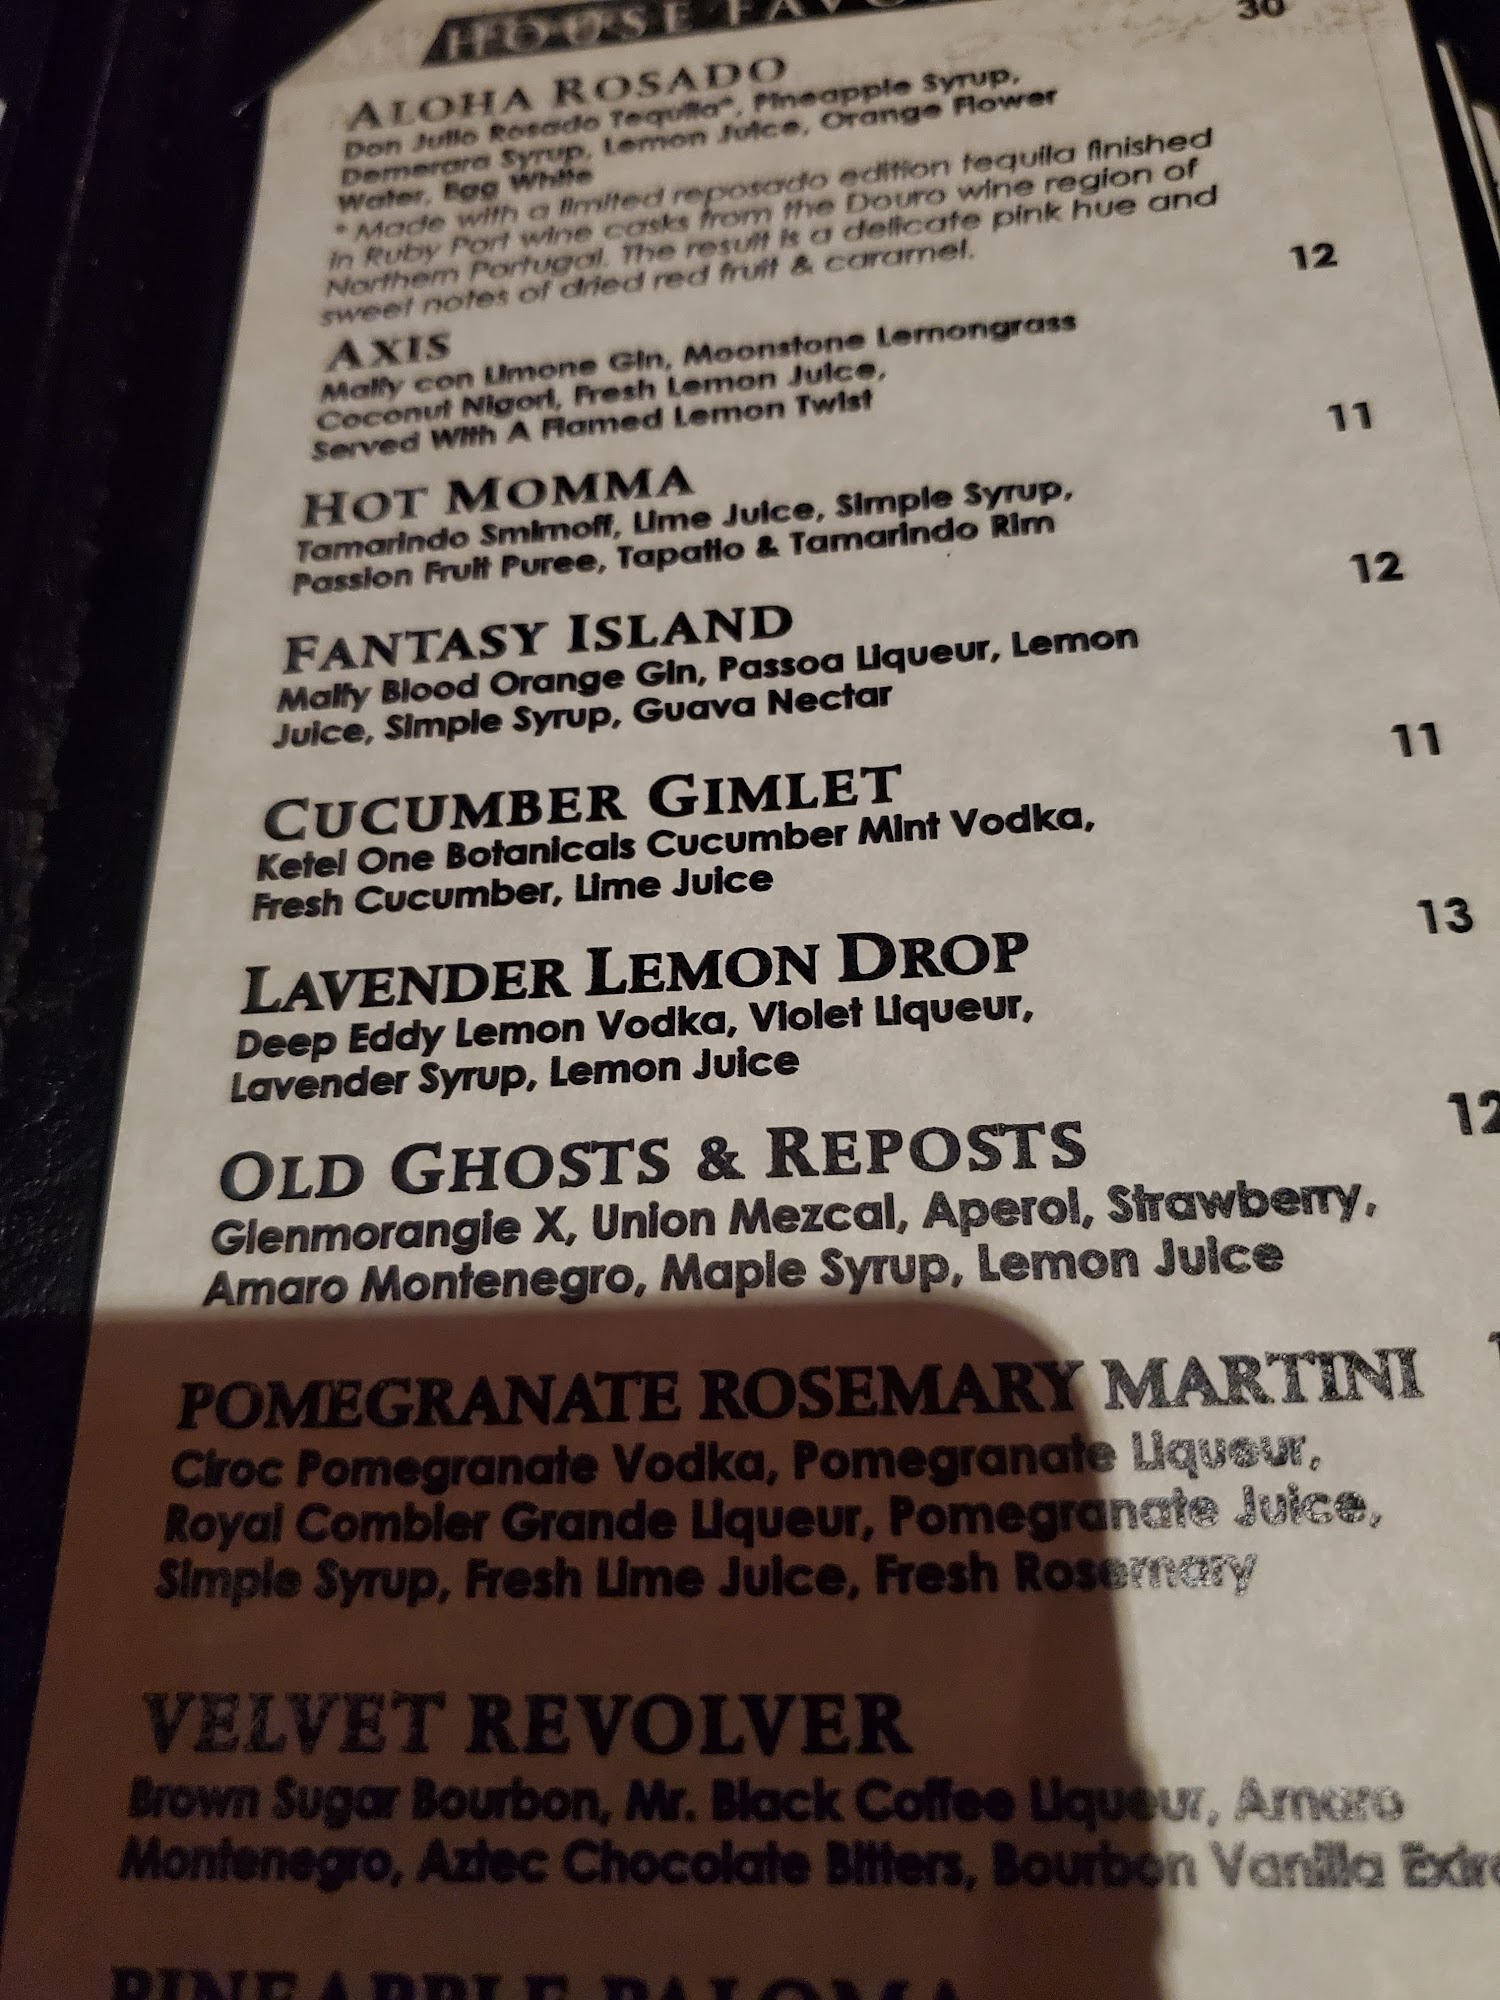 HOUSE
30
ALOHA ROSADO
Don Julio Rosado Tequila*, Pineapple Syrup,
Demerara Syrup, Lemon Juice, Orange Flower
Water, Egg White
* Made with a limited reposado edition tequila finished
in Ruby Port wine casks from the Douro wine region of
Northern Portugal. The result is a delicate pink hue and
sweet notes of dried red fruit & caramel.
AXIS 12
Malfy con Limone Gin, Moonstone Lemongrass
Coconut Nigori, Fresh Lemon Juice,
Served With A Flamed Lemon Twist
HOT MOMMA 11
Tamarindo Smirnoff, Lime Juice, Simple Syrup,
Passion Fruit Puree, Tapatio & Tamarindo Rim
FANTASY ISLAND 12
Malfy Blood Orange Gin, Passoa Liqueur, Lemon
Juice, Simple Syrup, Guava Nectar
CUCUMBER GIMLET 11
Ketel One Botanicals Cucumber Mint Vodka,
Fresh Cucumber, Lime Juice
LAVENDER LEMON DROP 13
Deep Eddy Lemon Vodka, Violet Liqueur,
Lavender Syrup, Lemon Juice
OLD GHOSTS & REPOSTS 12
Glenmorangie X, Union Mezcal, Aperol, Strawberry,
Amaro Montenegro, Maple Syrup, Lemon Juice
POMEGRANATE ROSEMARY MARTINI
Ciroc Pomegranate Vodka, Pomegranate Liqueur,
Royal Combier Grande Liqueur, Pomegranate Juice,
Simple Syrup, Fresh Lime Juice, Fresh Rosemary
VELVET REVOLVER
Brown Sugar Bourbon, Mr. Black Coffee Liqueur, Amaro
Montenegro, Aztec Chocolate Bitters, Bourbon Vanilla
PINEAPPLE PALOMA